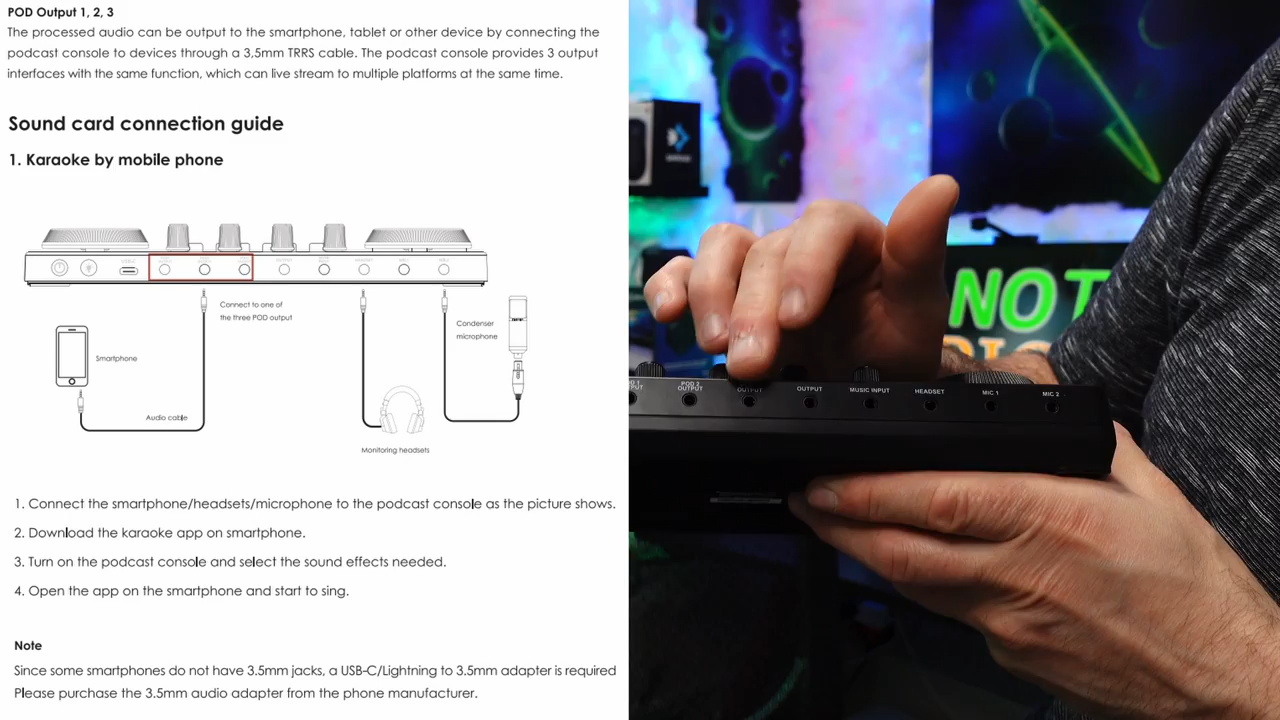 POD Output 1, 2, 3
The processed audio can be output to the smartphone, tablet or other device by connecting the
podcast console to devices through a 3,5mm TRRS cable. The podcast console provides 3 output
interfaces with the same function, which can live stream to multiple platforms at the same time.
Sound card connection guide
1. Karaoke by mobile phone
Connect to one of
the three POD output
Condenser
microphone
Smartphone
Audio cable
Monitoring headsets
1. Connect the smartphone/headsets/microphone to the podcast console as the picture shows.
2. Download the karaoke app on smartphone.
3. Turn on the podcast console and select the sound effects needed.
4. Open the app on the smartphone and start to sing.
Note
Since some smartphones do not have 3.5mm jacks, a USB-C/Lightning to 3.5mm adapter is required
Please purchase the 3.5mm audio adapter from the phone manufacturer.
NOT
POD 2
OUTPUT
OUTPUT
OUTPUT
MUSIC INPUT
HEADSET
MIC 1
MIC 2